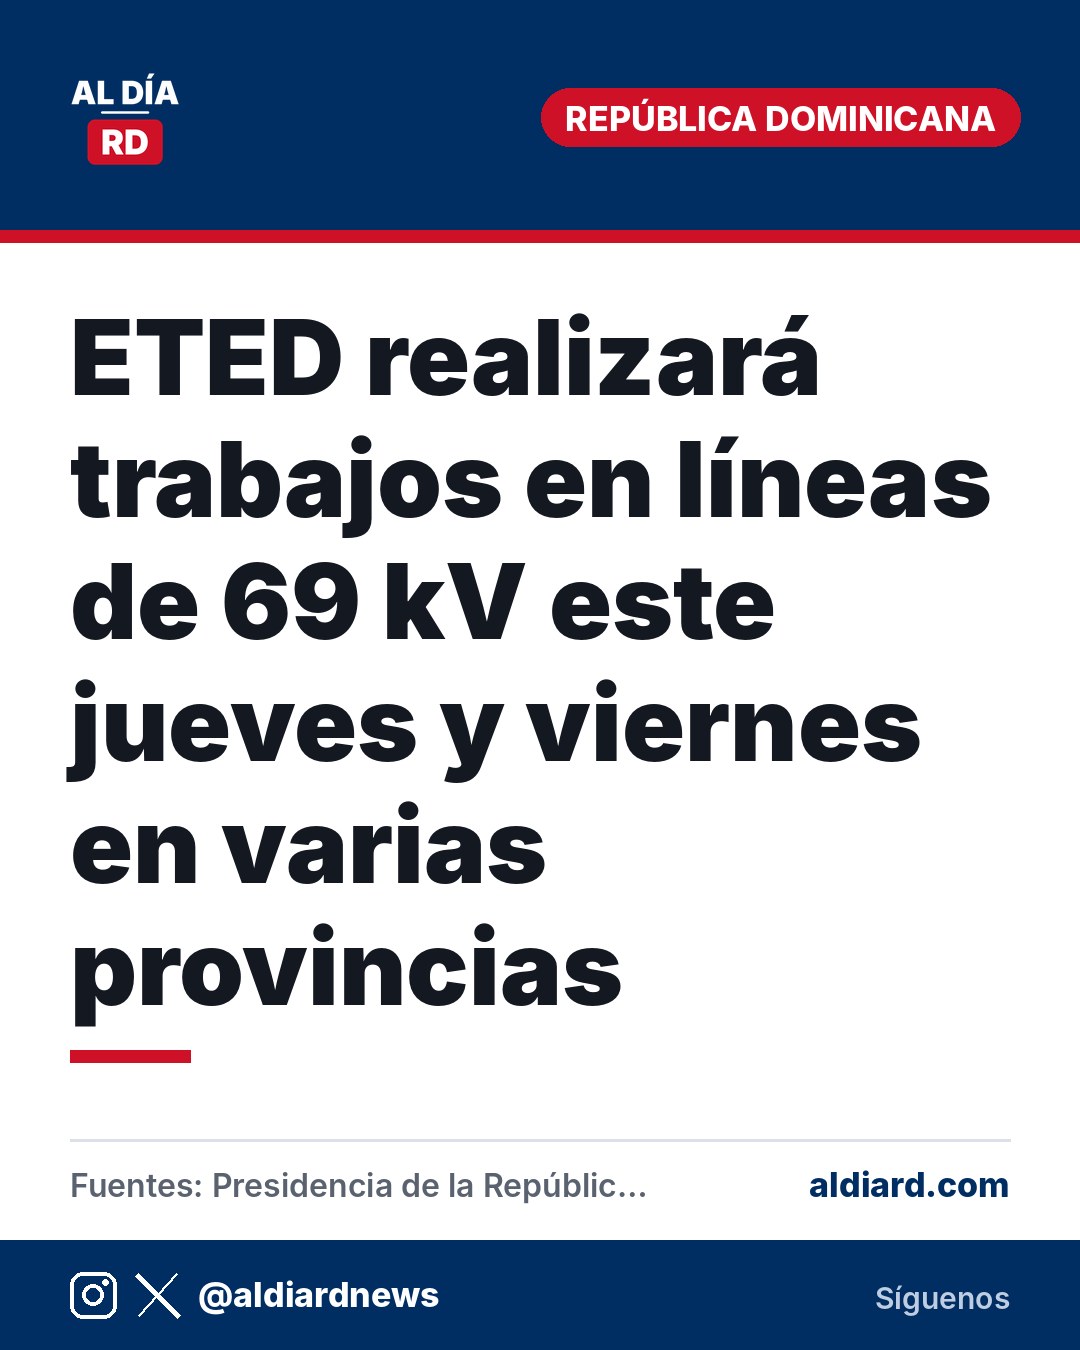 AL DÍA
RD
REPÚBLICA DOMINICANA
ETED realizará
trabajos en líneas
de 69 kV este
jueves y viernes
en varias
provincias
Fuentes: Presidencia de la Repúblic...
aldiard.com
@aldiardnews
Síguenos